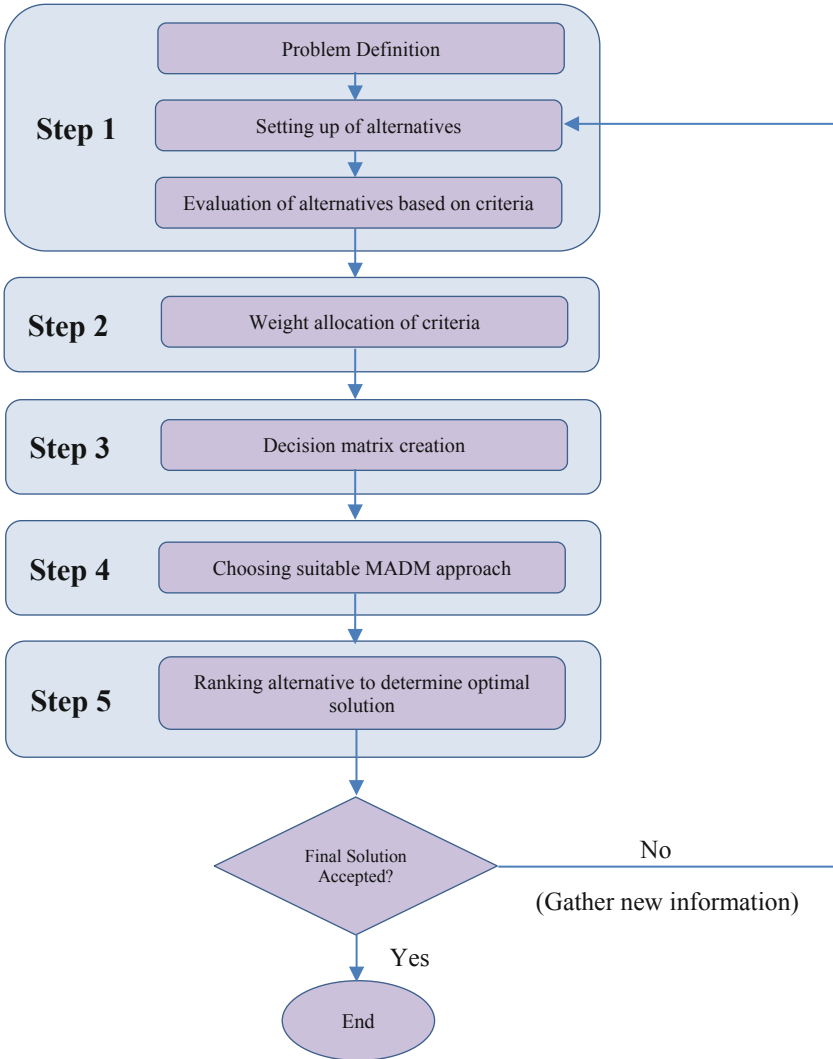 Problem Definition
Step 1
Setting up of alternatives
Evaluation of alternatives based on criteria
Step 2
Weight allocation of criteria
Step 3
Decision matrix creation
Step 4
Choosing suitable MADM approach
Step 5
Ranking alternative to determine optimal
solution
Final Solution
Accepted?
No
(Gather new information)
Yes
End